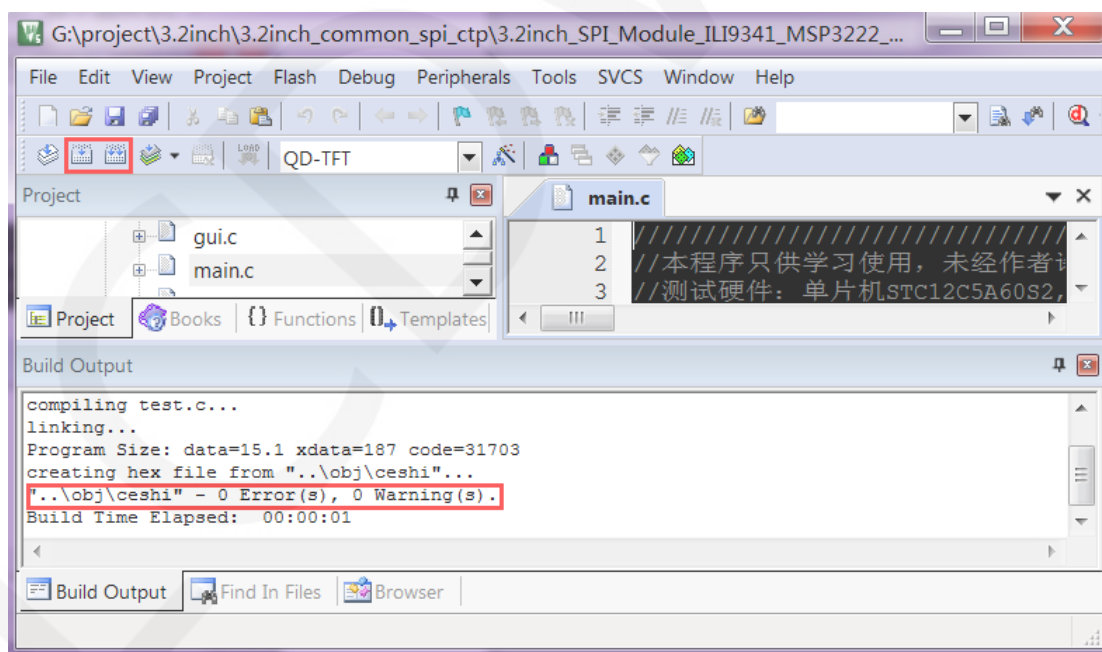 G:\project\3.2inch\3.2inch_common_spi_ctp\3.2inch_SPI_Module_ILI9341_MSP3222_...
File Edit View Project Flash Debug Peripherals Tools SVCS Window Help
LOAD QD-TFT
Project
main.c
gui.c
main.c
1 ////////////////////////////////
2 //本程序只供学习使用，未经作者
3 //测试硬件：单片机STC12C5A60S2,
Project Books {} Functions Templates
Build Output
compiling test.c...
linking...
Program Size: data=15.1 xdata=187 code=31703
creating hex file from "..\obj\ceshi"...
"..\obj\ceshi" - 0 Error(s), 0 Warning(s).
Build Time Elapsed: 00:00:01
Build Output Find In Files Browser